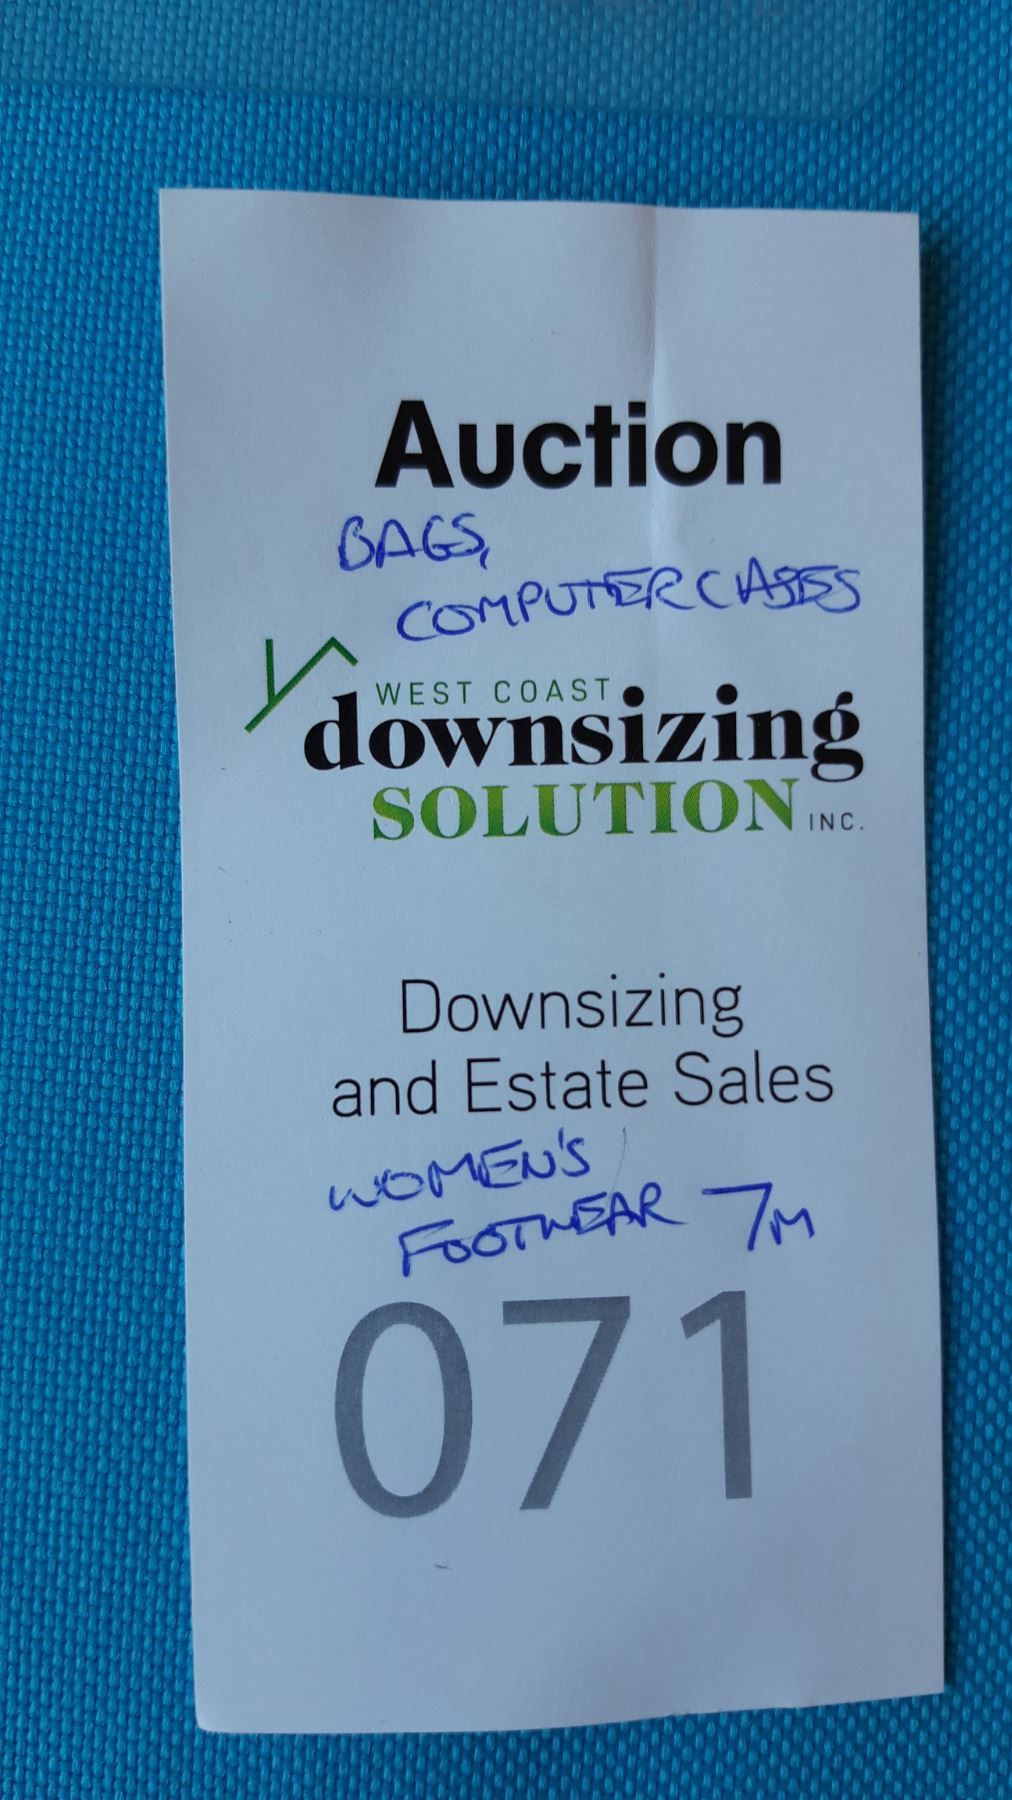 Auction
BAGS,
COMPUTER CASES
WEST COAST
downsizing
SOLUTION INC.
Downsizing
and Estate Sales
WOMEN'S
FOOTWEAR 7M
071